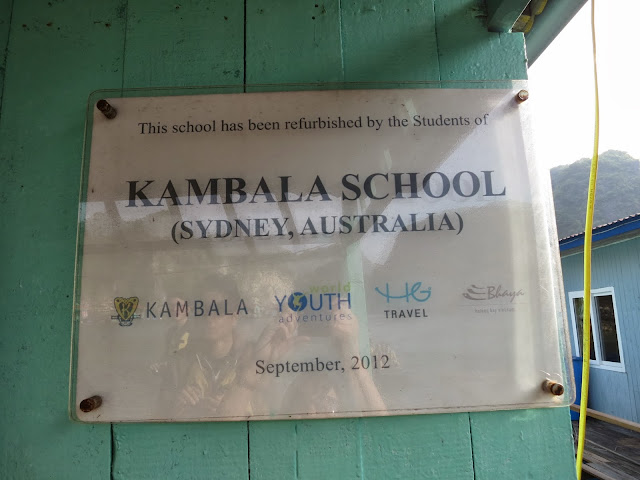 This school has been refurbished by the Students of
KAMBALA SCHOOL
(SYDNEY, AUSTRALIA)
KAMBALA
world
YOUTH
adventures
HG
TRAVEL
Bhaya
September, 2012